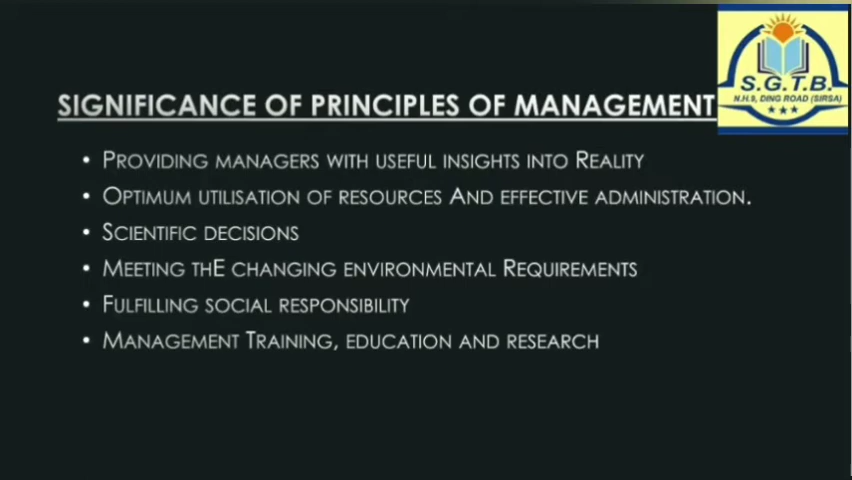 SIGNIFICANCE OF PRINCIPLES OF MANAGEMENT
S.G.T.B.
N.H.9, DING ROAD (SIRSA)
• PROVIDING MANAGERS WITH USEFUL INSIGHTS INTO REALITY
• OPTIMUM UTILISATION OF RESOURCES AND EFFECTIVE ADMINISTRATION.
• SCIENTIFIC DECISIONS
• MEETING THE CHANGING ENVIRONMENTAL REQUIREMENTS
• FULFILLING SOCIAL RESPONSIBILITY
• MANAGEMENT TRAINING, EDUCATION AND RESEARCH